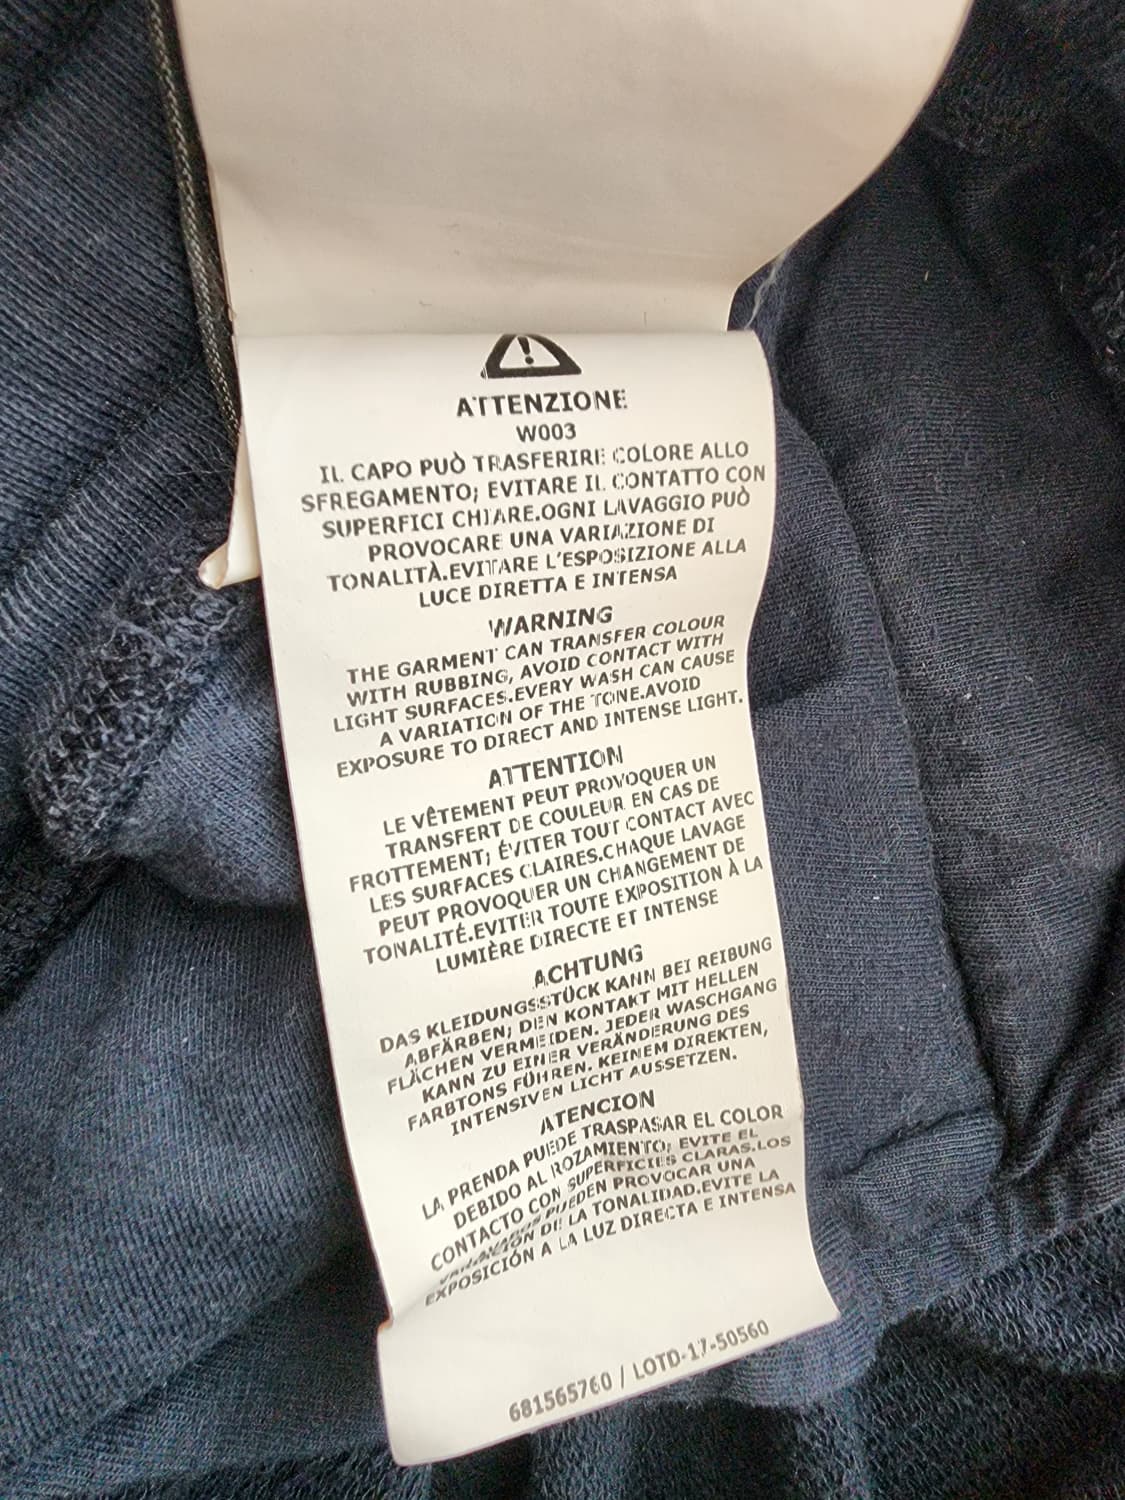 ATTENZIONE
W003
IL CAPO PUÒ TRASFERIRE COLORE ALLO
SFREGAMENTO; EVITARE IL CONTATTO CON
SUPERFICI CHIARE.OGNI LAVAGGIO PUÒ
PROVOCARE UNA VARIAZIONE DI
TONALITÀ.EVITARE L'ESPOSIZIONE ALLA
LUCE DIRETTA E INTENSA
WARNING
THE GARMENT CAN TRANSFER COLOUR
WITH RUBBING, AVOID CONTACT WITH
LIGHT SURFACES.EVERY WASH CAN CAUSE
A VARIATION OF THE TONE.AVOID
EXPOSURE TO DIRECT AND INTENSE LIGHT.
ATTENTION
LE VÊTEMENT PEUT PROVOQUER UN
TRANSFERT DE COULEUR EN CAS DE
FROTTEMENT; ÉVITER TOUT CONTACT AVEC
LES SURFACES CLAIRES.CHAQUE LAVAGE
PEUT PROVOQUER UN CHANGEMENT DE
TONALITÉ.EVITER TOUTE EXPOSITION À LA
LUMIÈRE DIRECTE ET INTENSE
ACHTUNG
DAS KLEIDUNGSSTÜCK KANN BEI REIBUNG
ABFÄRBEN; DEN KONTAKT MIT HELLEN
FLÄCHEN VERMEIDEN. JEDER WASCHGANG
KANN ZU EINER VERÄNDERUNG DES
FARBTONS FÜHREN. KEINEM DIREKTEN,
INTENSIVEN LICHT AUSSETZEN.
ATENCION
LA PRENDA PUEDE TRASPASAR EL COLOR
DEBIDO AL ROZAMIENTO; EVITE EL
CONTACTO CON SUPERFICIES CLARAS.LOS
PUEDEN PROVOCAR UNA
VARIACIÓN DE LA TONALIDAD.EVITE LA
EXPOSICIÓN A LA LUZ DIRECTA E INTENSA
681565760 / LOTD-17-50560